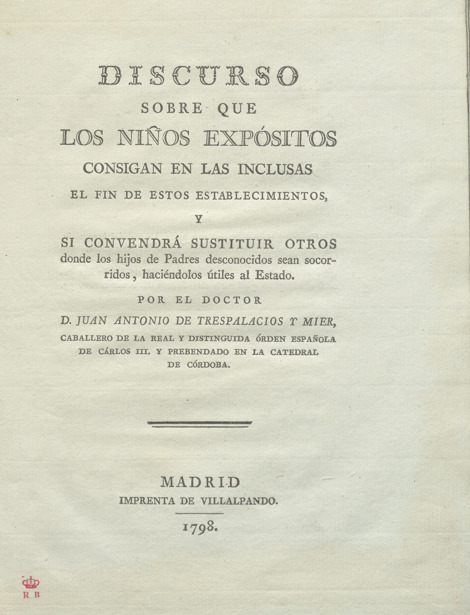 DISCURSO
SOBRE QUE
LOS NIÑOS EXPÓSITOS
CONSIGAN EN LAS INCLUSAS
EL FIN DE ESTOS ESTABLECIMIENTOS,
Y
SI CONVENDRÁ SUSTITUIR OTROS
donde los hijos de Padres desconocidos sean socor-
ridos, haciéndolos útiles al Estado.
POR EL DOCTOR
D. JUAN ANTONIO DE TRESPALACIOS Y MIER,
CABALLERO DE LA REAL Y DISTINGUIDA ÓRDEN ESPAÑOLA
DE CÁRLOS III. Y PREBENDADO EN LA CATEDRAL
DE CÓRDOBA.
MADRID
IMPRENTA DE VILLALPANDO.
1798.
R B